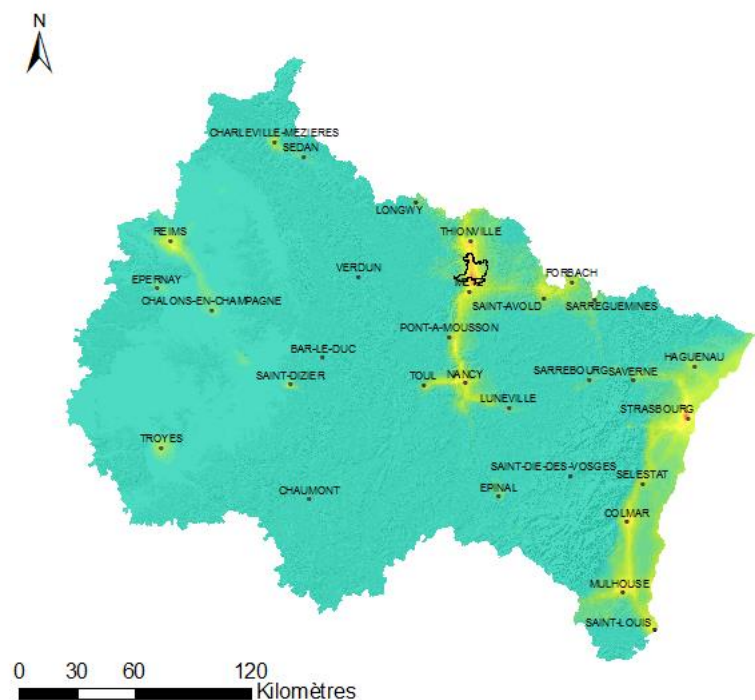 N
CHARLEVILLE-MEZIERES
SEDAN
LONGWY
REIMS
THIONVILLE
VERDUN
EPERNAY
FORBACH
CHALONS-EN-CHAMPAGNE
SAINT-AVOLD
SARREGUEMINES
PONT-A-MOUSSON
BAR-LE-DUC
HAGUENAU
SAINT-DIZIER
TOUL
NANCY
SARREBOURG
SAVERNE
LUNEVILLE
STRASBOURG
TROYES
SAINT-DIE-DES-VOSGES
SELESTAT
CHAUMONT
EPINAL
COLMAR
MULHOUSE
SAINT-LOUIS
0 30 60 120
Kilomètres